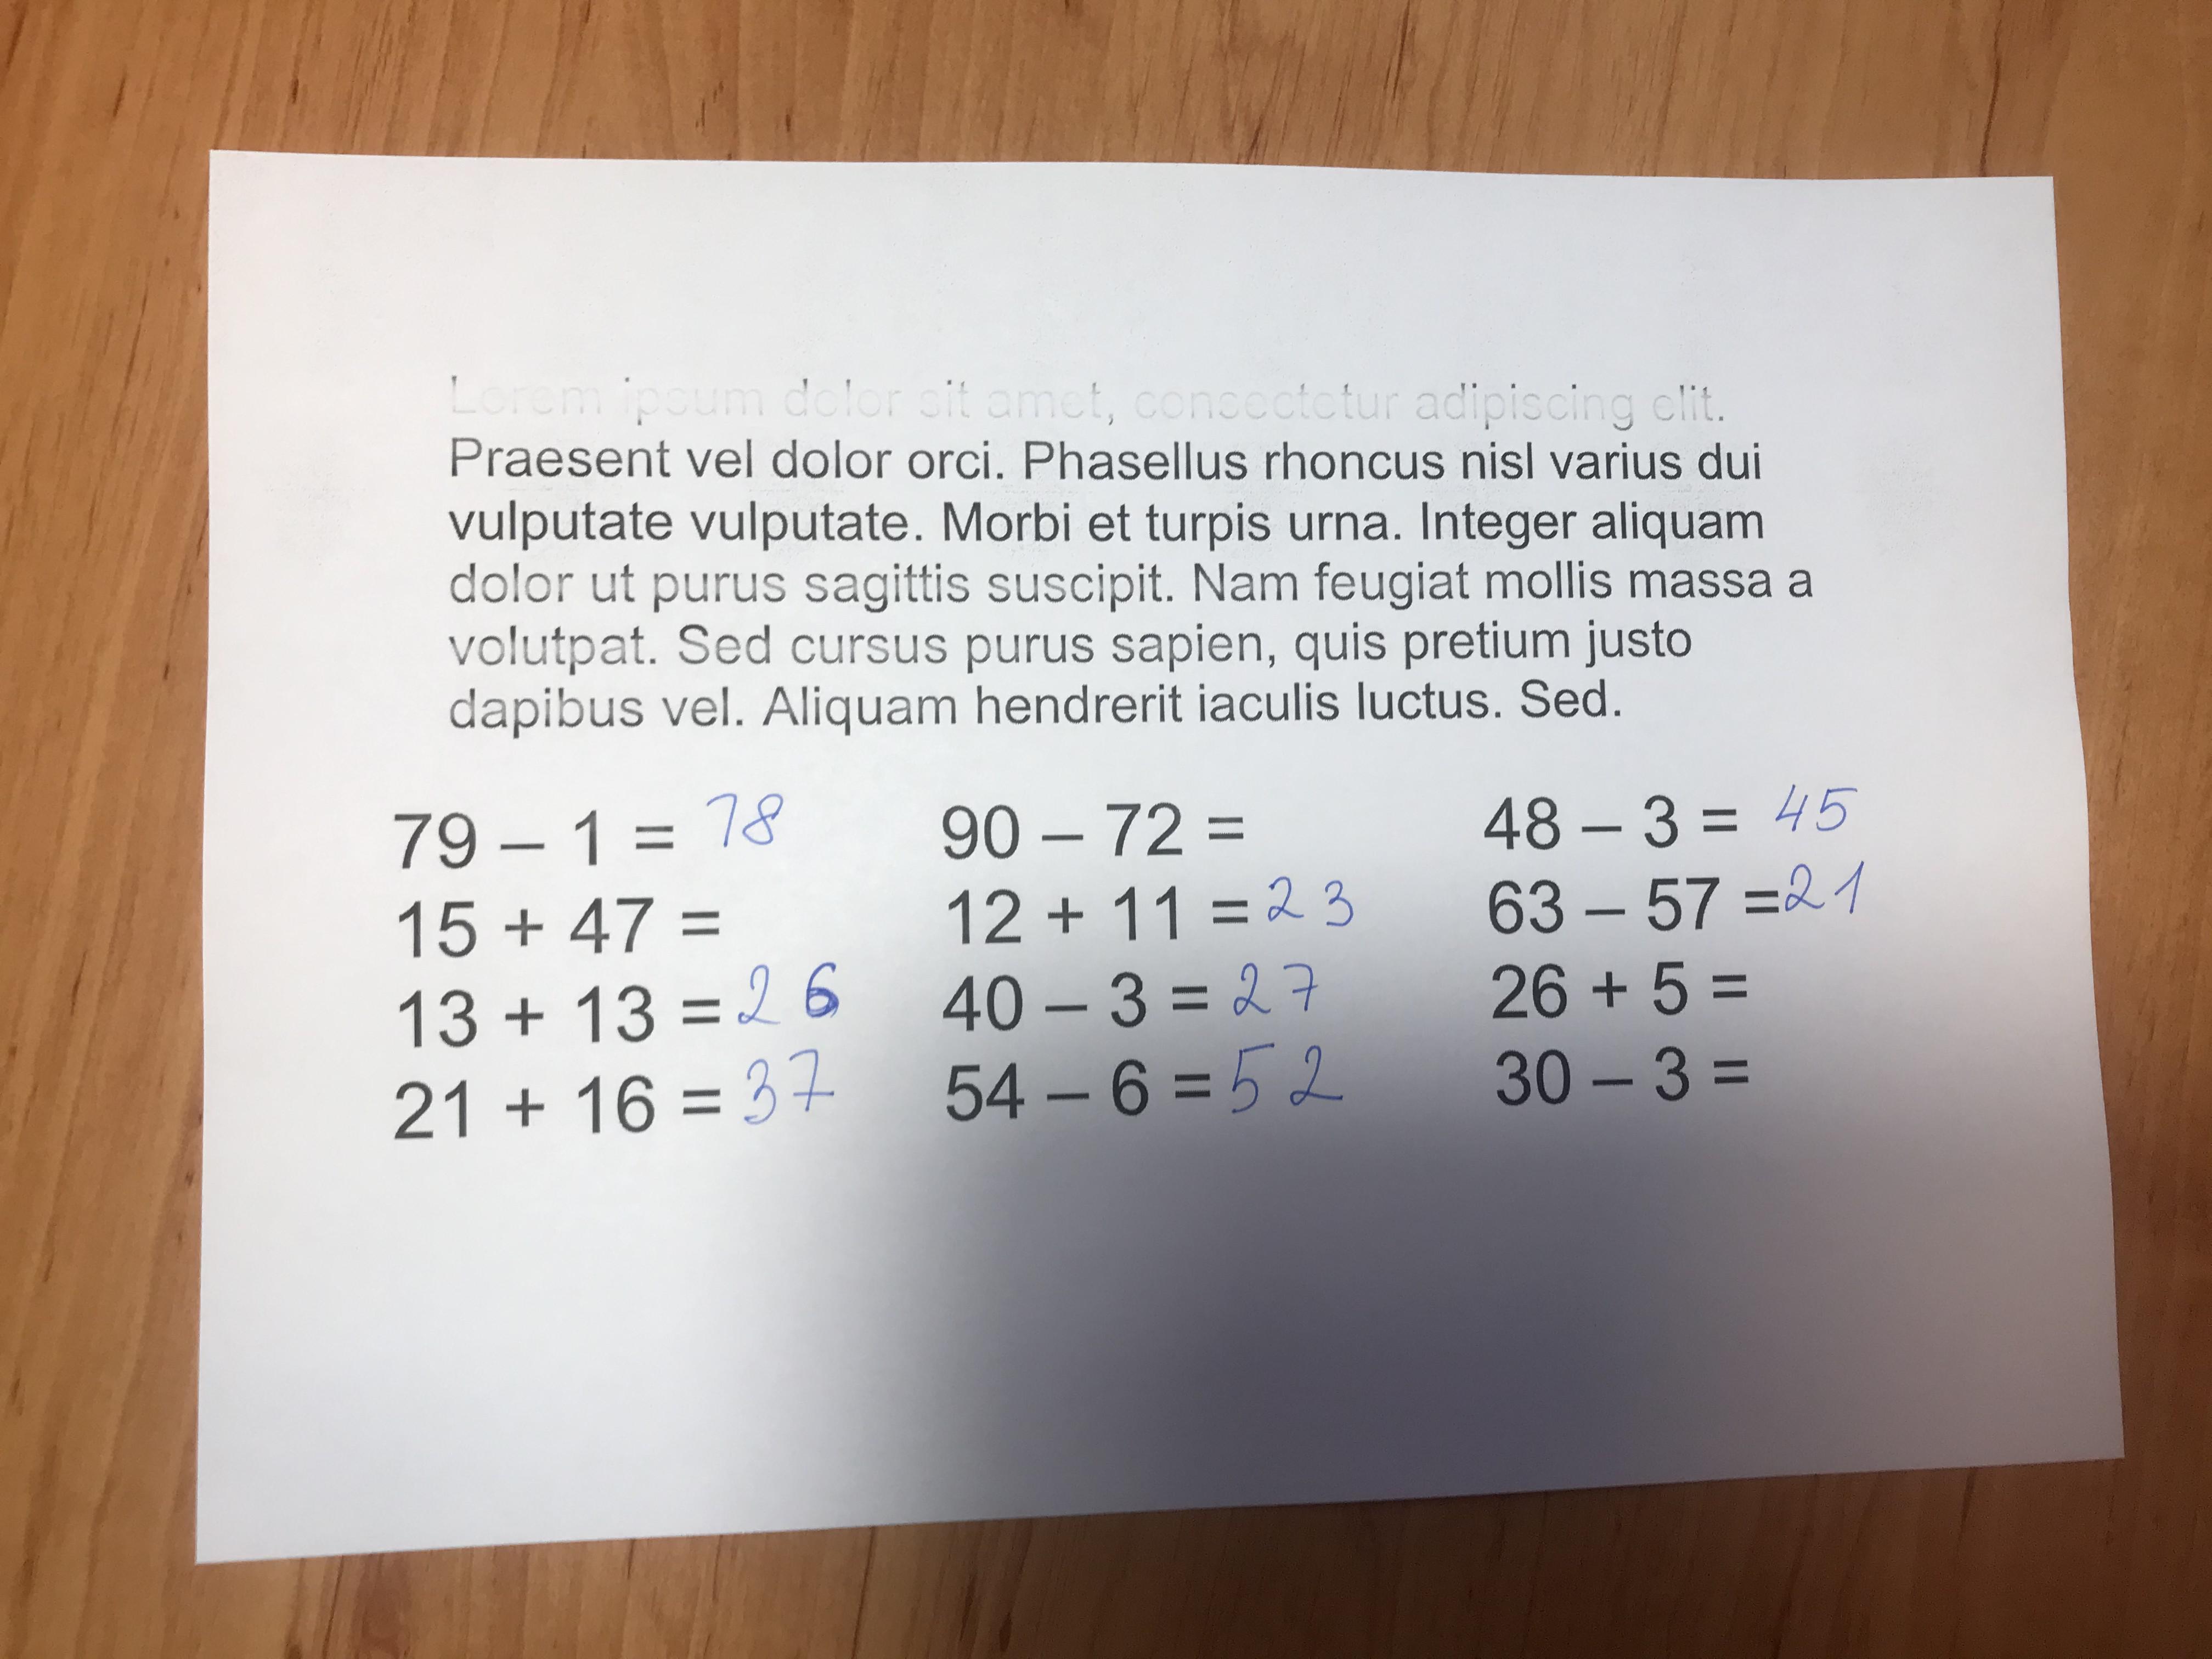 Lorem ipsum dolor sit amet, consectetur adipiscing elit.
Praesent vel dolor orci. Phasellus rhoncus nisl varius dui
vulputate vulputate. Morbi et turpis urna. Integer aliquam
dolor ut purus sagittis suscipit. Nam feugiat mollis massa a
volutpat. Sed cursus purus sapien, quis pretium justo
dapibus vel. Aliquam hendrerit iaculis luctus. Sed.
79 – 1 = 78
15 + 47 =
13 + 13 = 26
21 + 16 = 37
90 – 72 =
12 + 11 = 23
40 – 3 = 27
54 – 6 = 52
48 – 3 = 45
63 – 57 = 21
26 + 5 =
30 – 3 =